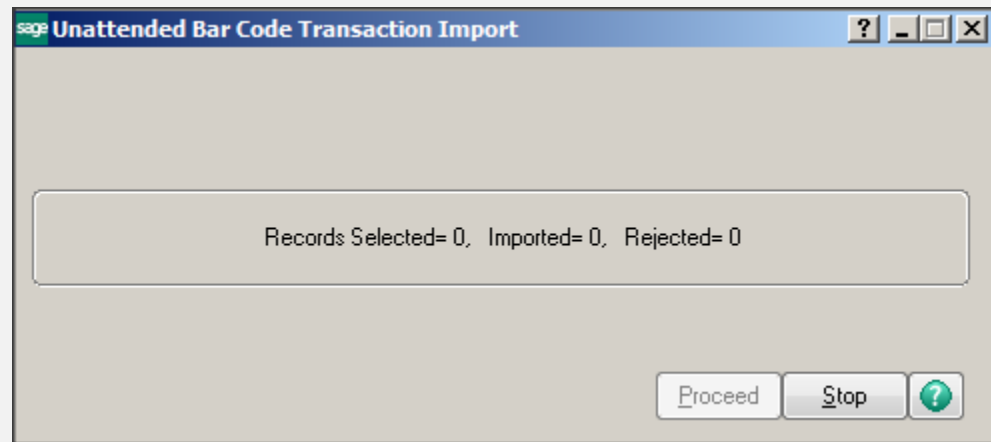 sage Unattended Bar Code Transaction Import ?
Records Selected= 0, Imported= 0, Rejected= 0
Proceed Stop ?